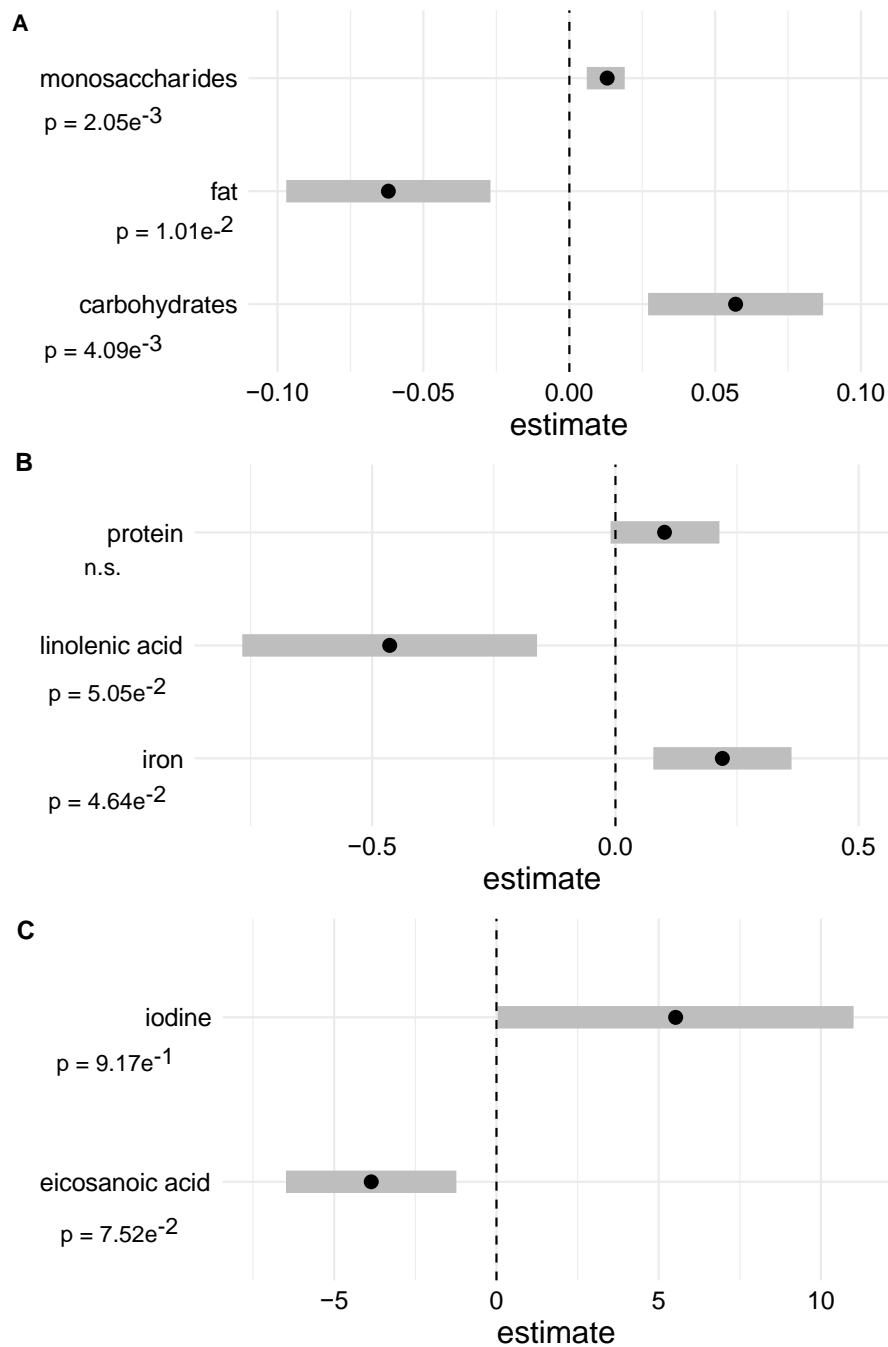 A
monosaccharides
p = 2.05e-3
fat
p = 1.01e-2
carbohydrates
p = 4.09e-3
−0.10 −0.05 0.00 0.05 0.10
estimate
B
protein
n.s.
linolenic acid
p = 5.05e-2
iron
p = 4.64e-2
−0.5 0.0 0.5
estimate
C
iodine
p = 9.17e-1
eicosanoic acid
p = 7.52e-2
−5 0 5 10
estimate